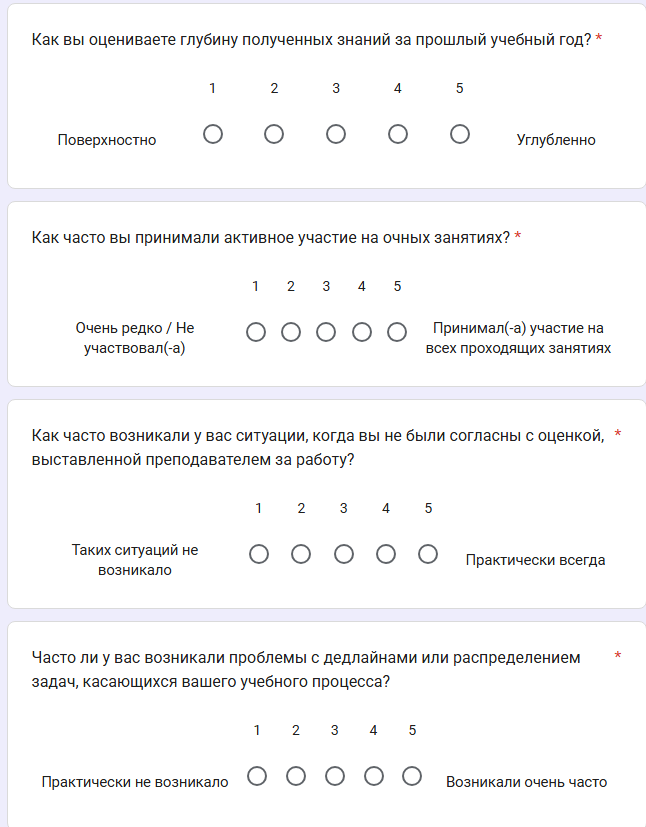 Как вы оцениваете глубину полученных знаний за прошлый учебный год? *
1 2 3 4 5
Поверхностно
Углубленно
Как часто вы принимали активное участие на очных занятиях? *
1 2 3 4 5
Очень редко / Не
участвовал(-а)
Принимал(-а) участие на
всех проходящих занятиях
Как часто возникали у вас ситуации, когда вы не были согласны с оценкой, *
выставленной преподавателем за работу?
1 2 3 4 5
Таких ситуаций не
возникало
Практически всегда
Часто ли у вас возникали проблемы с дедлайнами или распределением *
задач, касающихся вашего учебного процесса?
1 2 3 4 5
Практически не возникало
Возникали очень часто